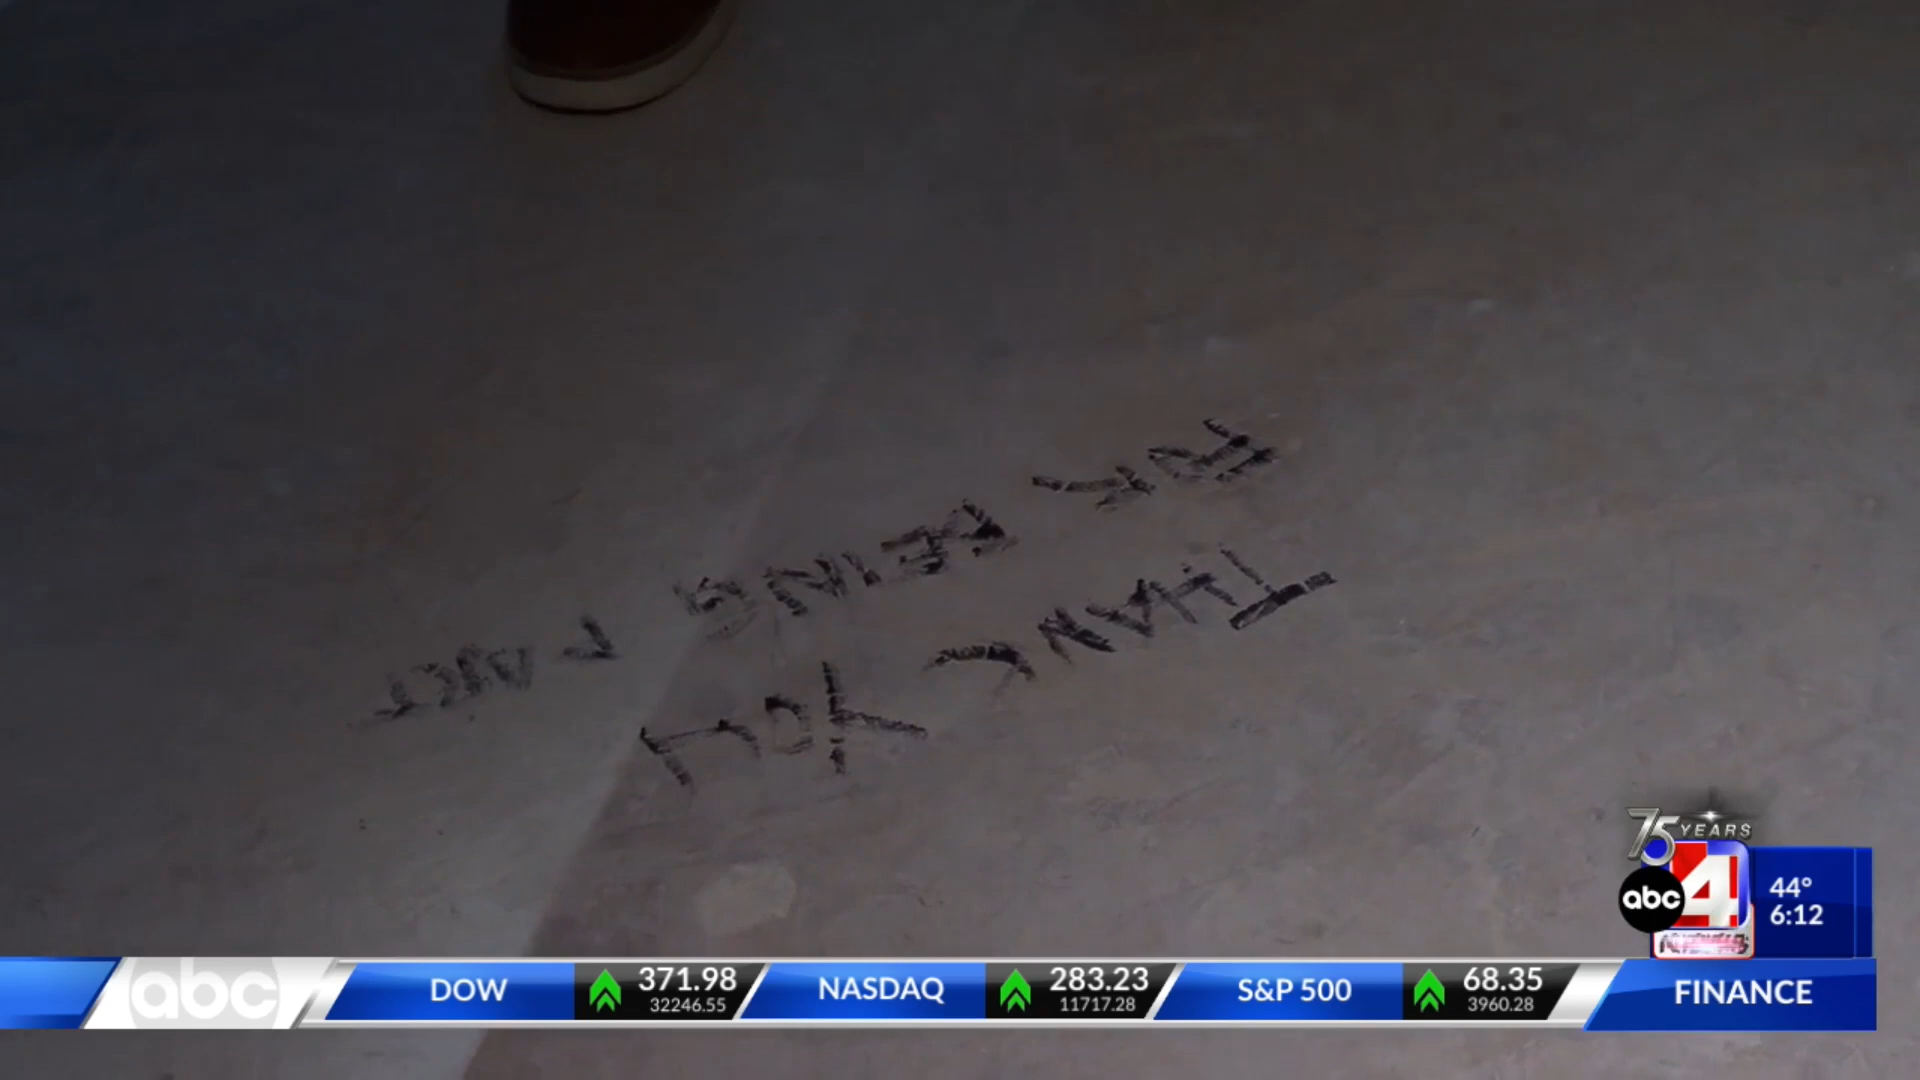 THANK YOU
FOR BEING
75 YEARS
abc 4
44°
6:12
abc DOW 371.98 NASDAQ 283.23 S&P 500 68.35 FINANCE
32246.55 11717.28 3960.28